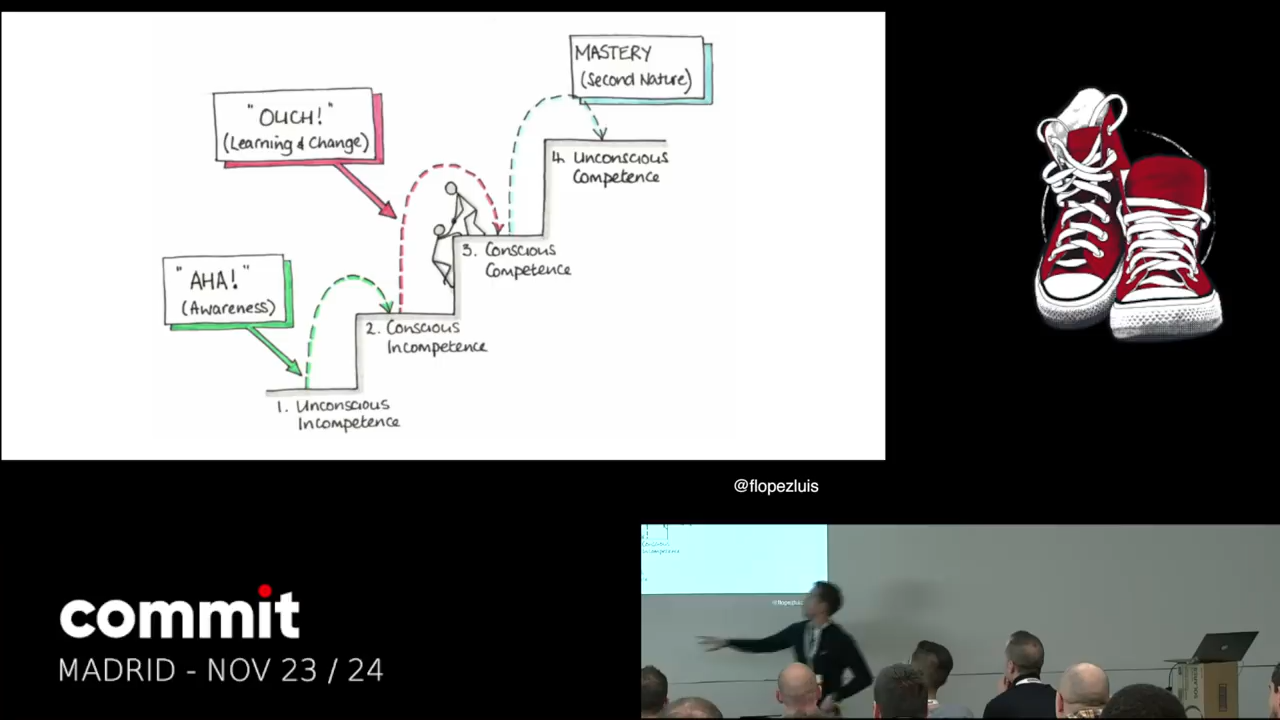 MASTERY
(Second Nature)
"OUCH!"
(Learning & Change)
4. Unconscious
Competence
3. Conscious
Competence
"AHA!"
(Awareness)
2. Conscious
Incompetence
1. Unconscious
Incompetence
@flopezluis
commit
MADRID - NOV 23 / 24